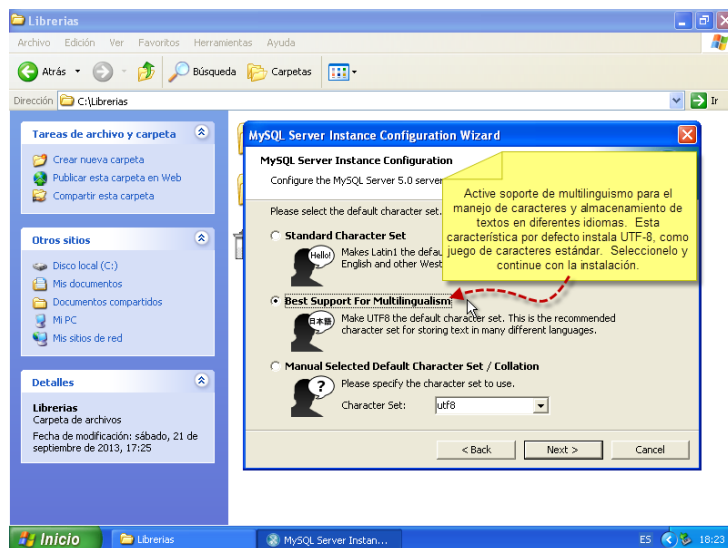 Librerias
Archivo Edición Ver Favoritos Herramientas Ayuda
Atrás Búsqueda Carpetas
Dirección C:\Librerias Ir
Tareas de archivo y carpeta
Crear nueva carpeta
Publicar esta carpeta en Web
Compartir esta carpeta
Otros sitios
Disco local (C:)
Mis documentos
Documentos compartidos
Mi PC
Mis sitios de red
Detalles
Librerias
Carpeta de archivos
Fecha de modificación: sábado, 21 de
septiembre de 2013, 17:25
MySQL Server Instance Configuration Wizard
MySQL Server Instance Configuration
Configure the MySQL Server 5.0 server
Active soporte de multilinguismo para el
manejo de caracteres y almacenamiento de
textos en diferentes idiomas. Esta
característica por defecto instala UTF-8, como
juego de caracteres estándar. Seleccionelo y
continue con la instalación.
Please select the default character set.
Standard Character Set
Hello!
Makes Latin1 the
English and other
Best Support For Multilingualism
日本語
Make UTF8 the default character set. This is the recommended
character set for storing text in many different languages.
Manual Selected Default Character Set / Collation
?
Please specify the character set to use.
Character Set: utf8
< Back Next > Cancel
Inicio Librerias MySQL Server Instan... ES 18:23